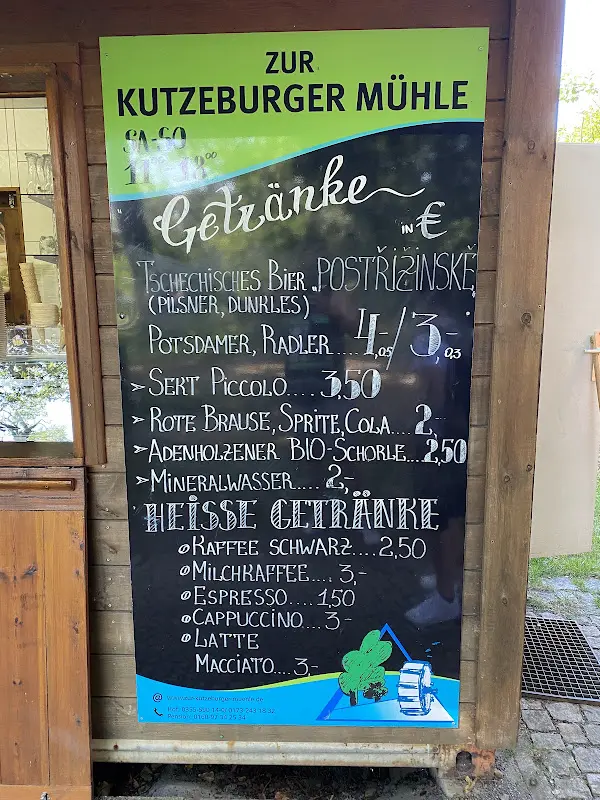 ZUR
KUTZEBURGER MÜHLE
SA-SO
Getränke
IN €
TSCHECHISCHES BIER „POSTŘIŽINSKÉ
(PILSNER, DUNKLES)
POTSDAMER, RADLER.... 4,- 0,5 / 3,- 0,3
➢ SEKT PICCOLO.... 3,50
➢ ROTE BRAUSE, SPRITE, COLA.... 2,-
➢ ADENHOLZENER BIO-SCHORLE... 2,50
➢ MINERALWASSER.... 2,-
HEISSE GETRÄNKE
KAFFEE SCHWARZ.... 2,50
MILCHKAFFEE.... 3,-
ESPRESSO.... 1,50
CAPPUCCINO.... 3,-
LATTE
MACCIATO.... 3,-
@